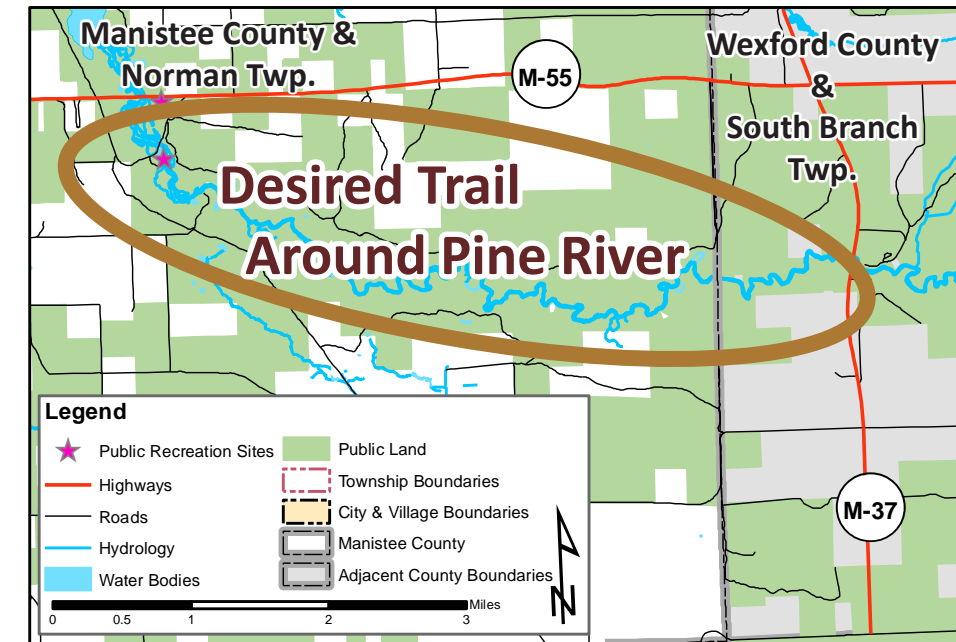 Manistee County &
Norman Twp.
M-55
Wexford County
&
South Branch
Twp.
Desired Trail
Around Pine River
Legend
Public Recreation Sites
Highways
Roads
Hydrology
Water Bodies
Public Land
Township Boundaries
City & Village Boundaries
Manistee County
Adjacent County Boundaries
N
Miles
0 0.5 1 2 3
M-37